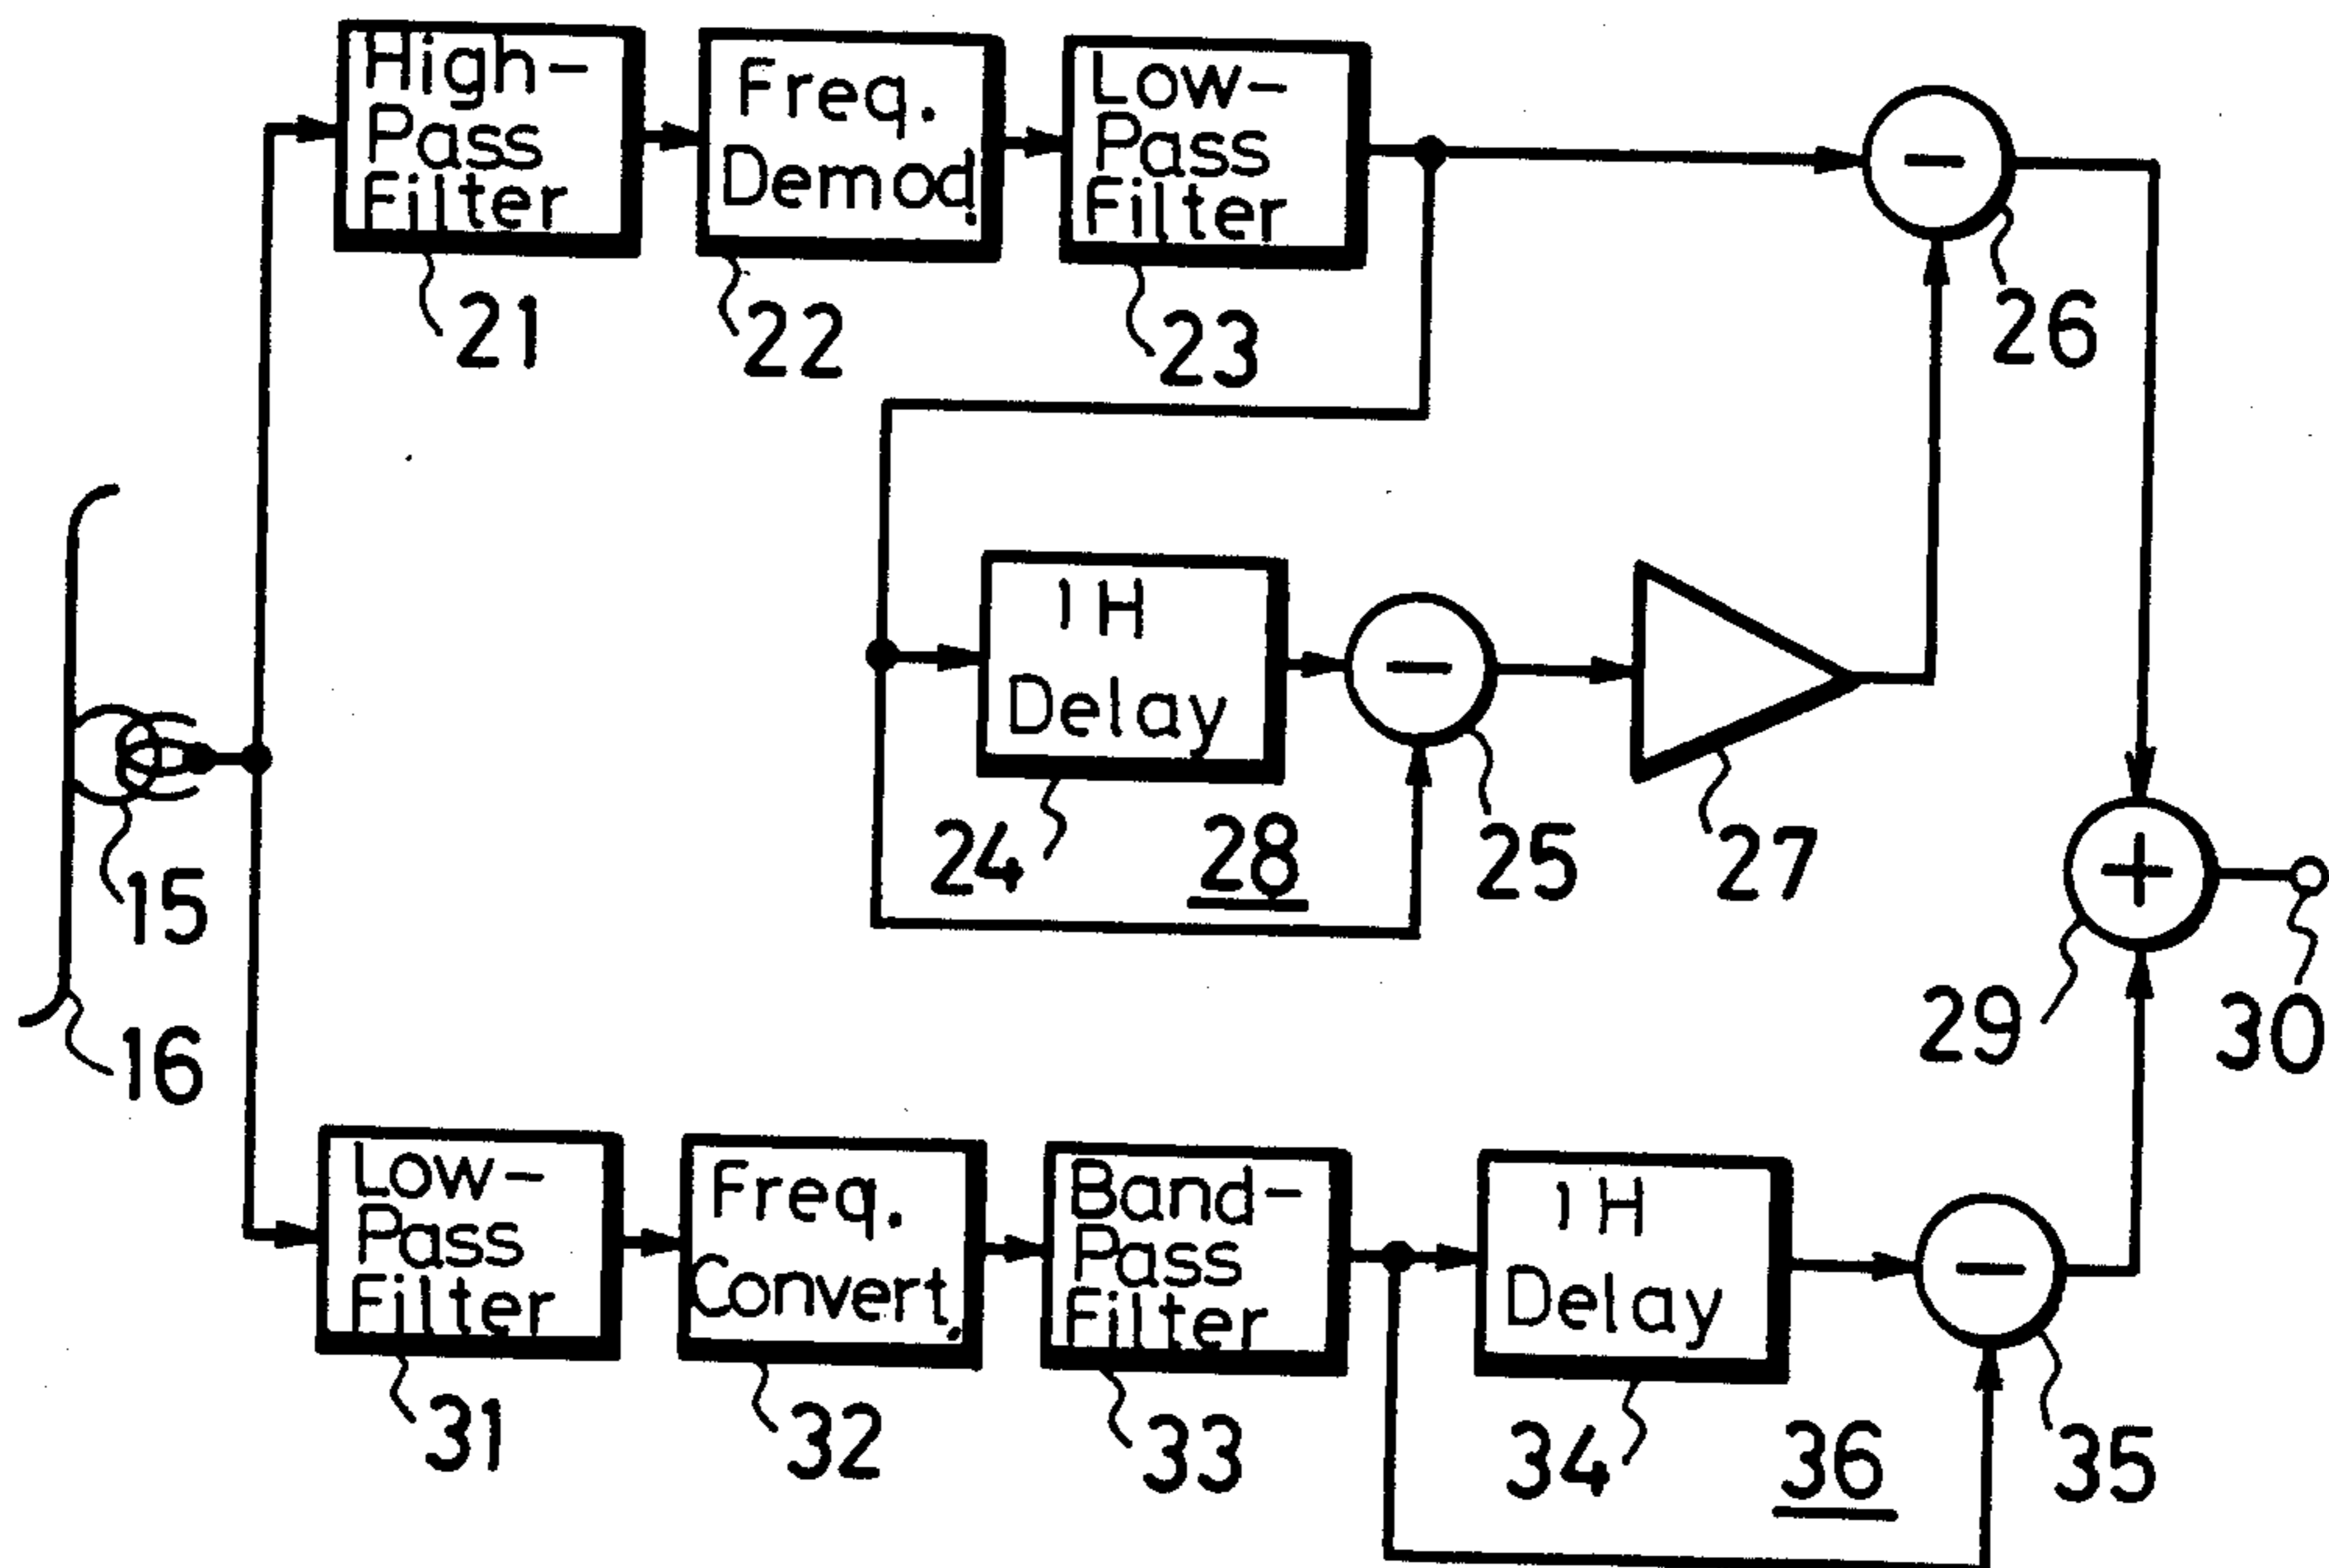 High-
Pass
Filter
Freq.
Demod.
Low-
Pass
Filter
21
22
23
26
1H
Delay
24
28
25
27
15
16
29
30
Low-
Pass
Filter
Freq.
Convert.
Band-
Pass
Filter
1H
Delay
31
32
33
34
36
35